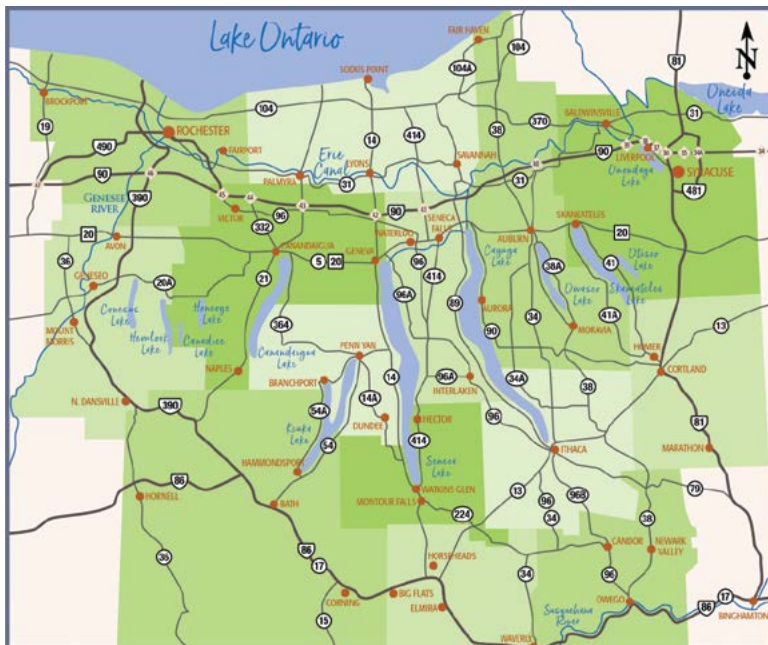 Lake Ontario
FAIR HAVEN
104
81
N
SODUS POINT
104A
Oneida
Lake
BROCKPORT
19
104
ROCHESTER
14
414
38
370
BALDWINSVILLE
31
490
FAIRPORT
Erie
Canal
LYONS
SAVANNAH
90
LIVERPOOL
Onondaga
Lake
SYRACUSE
90
GENESEE
RIVER
390
PALMYRA
31
31
481
VICTOR
96
332
90
WATERLOO
SENECA
FALLS
SKANEATELES
20
AVON
CANANDAIGUA
GENEVA
AUBURN
20
36
GENESEO
20A
21
5
20
96
414
Cayuga
Lake
38A
41
Otisco
Lake
Conesus
Lake
Honeoye
Lake
96A
89
AURORA
Owasco
Lake
Skaneateles
Lake
MOUNT
MORRIS
Hemlock
Lake
Canadice
Lake
364
34
MORAVIA
41A
90
13
Canandaigua
Lake
PENN YAN
HOMER
NAPLES
BRANCHPORT
14
96A
INTERLAKEN
34A
38
CORTLAND
N. DANSVILLE
390
54A
14A
96
Keuka
Lake
DUNDEE
HECTOR
54
414
ITHACA
81
MARATHON
HAMMONDSPORT
Seneca
Lake
86
HORNELL
BATH
WATKINS GLEN
MONTOUR FALLS
13
96
96B
79
224
34
38
36
86
17
HORSEHEADS
34
CANDOR
NEWARK
VALLEY
96
CORNING
BIG FLATS
ELMIRA
OWEGO
17
86
BINGHAMTON
15
Susquehana
River
WAVERLY